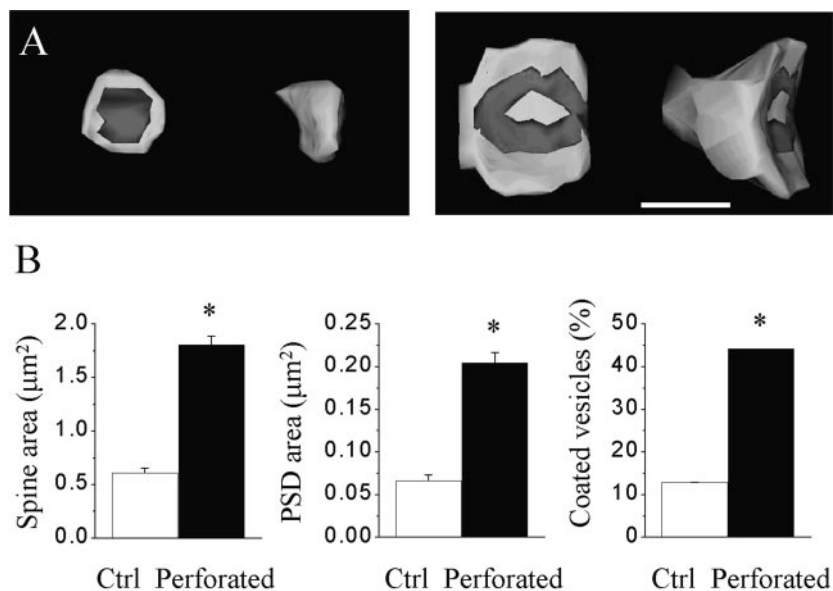 A
B
Spine area (μm²)
2.0
1.5
1.0
0.5
0.0
Ctrl Perforated
*
PSD area (μm²)
0.25
0.20
0.15
0.10
0.05
0.00
Ctrl Perforated
*
Coated vesicles (%)
50
40
30
20
10
0
Ctrl Perforated
*